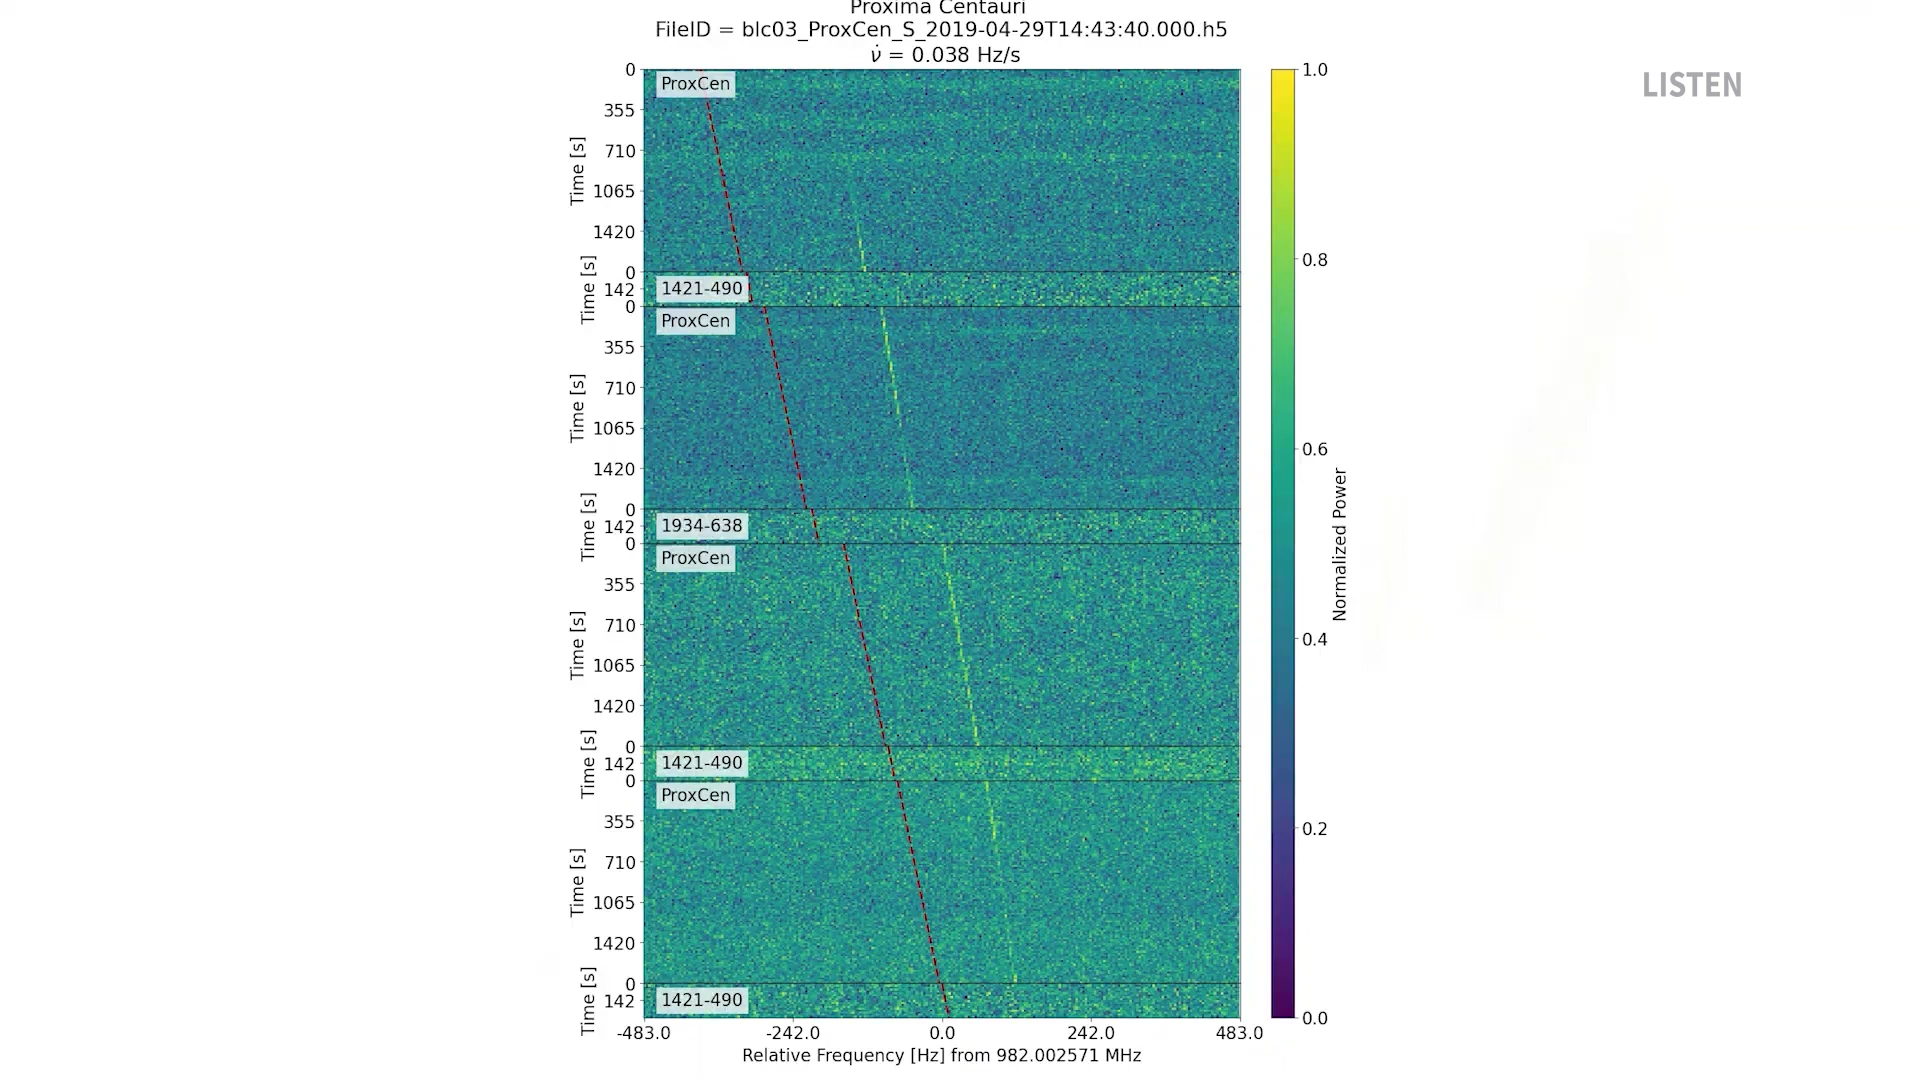 Proxima Centauri
FileID = blc03_ProxCen_S_2019-04-29T14:43:40.000.h5
ν̇ = 0.038 Hz/s
LISTEN
0
355
710
1065
1420
Time [s]
ProxCen
0
142
Time [s]
1421-490
0
355
710
1065
1420
Time [s]
ProxCen
0
142
Time [s]
1934-638
0
355
710
1065
1420
Time [s]
ProxCen
0
142
Time [s]
1421-490
0
355
710
1065
1420
Time [s]
ProxCen
0
142
Time [s]
1421-490
-483.0 -242.0 0.0 242.0 483.0
Relative Frequency [Hz] from 982.002571 MHz
1.0
0.8
0.6
0.4
0.2
0.0
Normalized Power